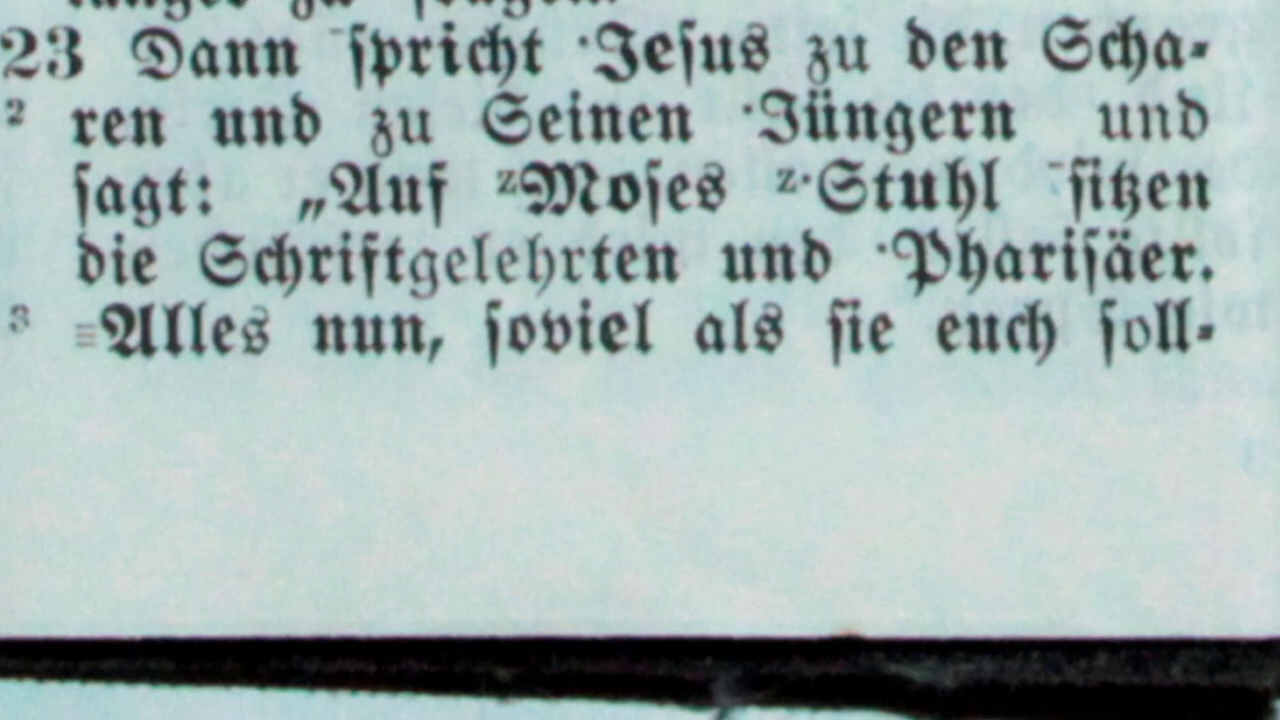 23 Dann ⁻ſpricht ·Jeſus zu den Scha-
2 ren und zu Seinen ·Jüngern und
ſagt: „Auf ᶻMoſes ᶻ·Stuhl ⁻ſitzen
die Schriftgelehrten und ·Phariſäer.
3 ≡Alles nun, ſoviel als ſie euch ſoll-